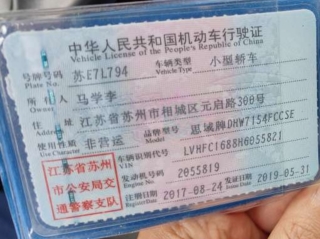 中华人民共和国机动车行驶证
Vehicle License of the People's Republic of China
号牌号码 苏E7L794 车辆类型 小型轿车
Plate No. Vehicle Type
所有人 马学李
Owner
住址 江苏省苏州市相城区元启路300号
Address
使用性质 非营运 品牌型号 思域牌DHW7154FCCSE
Use Character Model
江苏省苏州市公安局交通警察支队
车辆识别代号 LVHFC1688H6055821
VIN
发动机号码 2055819
Engine No.
注册日期 2017-08-24 发证日期 2019-05-31
Register Date Issue Date